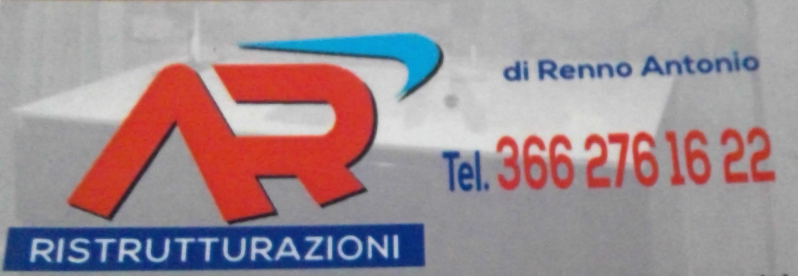 AR
RISTRUTTURAZIONI
di Renno Antonio
Tel. 366 276 16 22